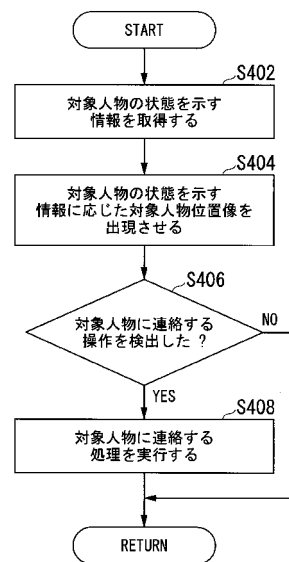 START
S402
対象人物の状態を示す
情報を取得する
S404
対象人物の状態を示す
情報に応じた対象人物位置像を
出現させる
S406
対象人物に連絡する
操作を検出した ?
NO
YES
S408
対象人物に連絡する
処理を実行する
RETURN